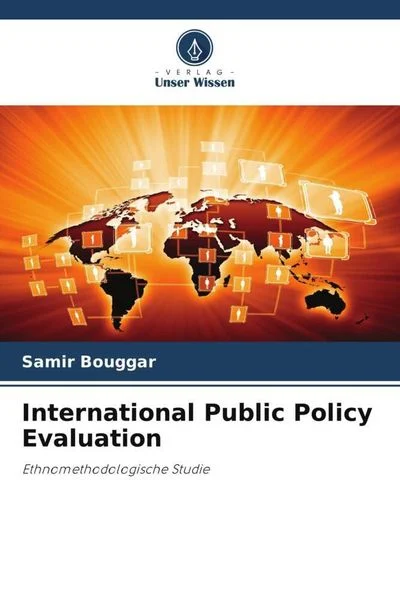 - VERLAG -
Unser Wissen
Samir Bouggar
International Public Policy
Evaluation
Ethnomethodologische Studie